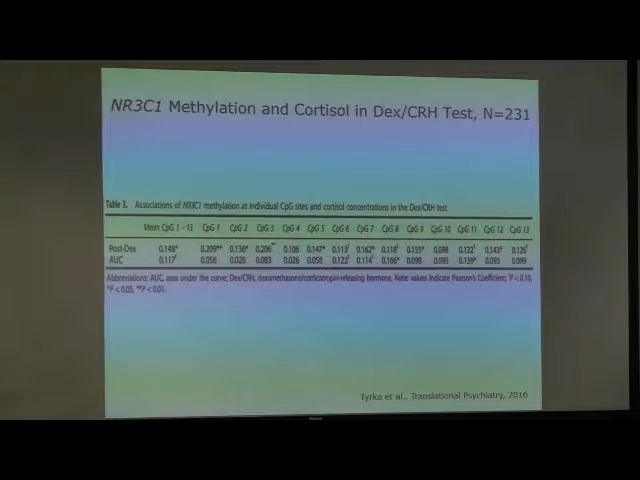 NR3C1 Methylation and Cortisol in Dex/CRH Test, N=231
Table 3. Associations of NR3C1 methylation at individual CpG sites and cortisol concentrations in the Dex/CRH test
Mean CpG 1 - 13 CpG 1 CpG 2 CpG 3 CpG 4 CpG 5 CpG 6 CpG 7 CpG 8 CpG 9 CpG 10 CpG 11 CpG 12 CpG 13
Post-Dex 0.148* 0.209** 0.136* 0.206** 0.106 0.147* 0.113† 0.162* 0.118† 0.155* 0.098 0.122† 0.143* 0.126†
AUC 0.117† 0.056 0.028 0.083 0.026 0.058 0.122† 0.114† 0.166* 0.098 0.095 0.139* 0.093 0.099
Abbreviations: AUC, area under the curve; Dex/CRH, dexamethasone/corticotropin-releasing hormone. Note: values indicate Pearson's Coefficient; †P < 0.10,
*P < 0.05, **P < 0.01.
Tyrka et al., Translational Psychiatry, 2016